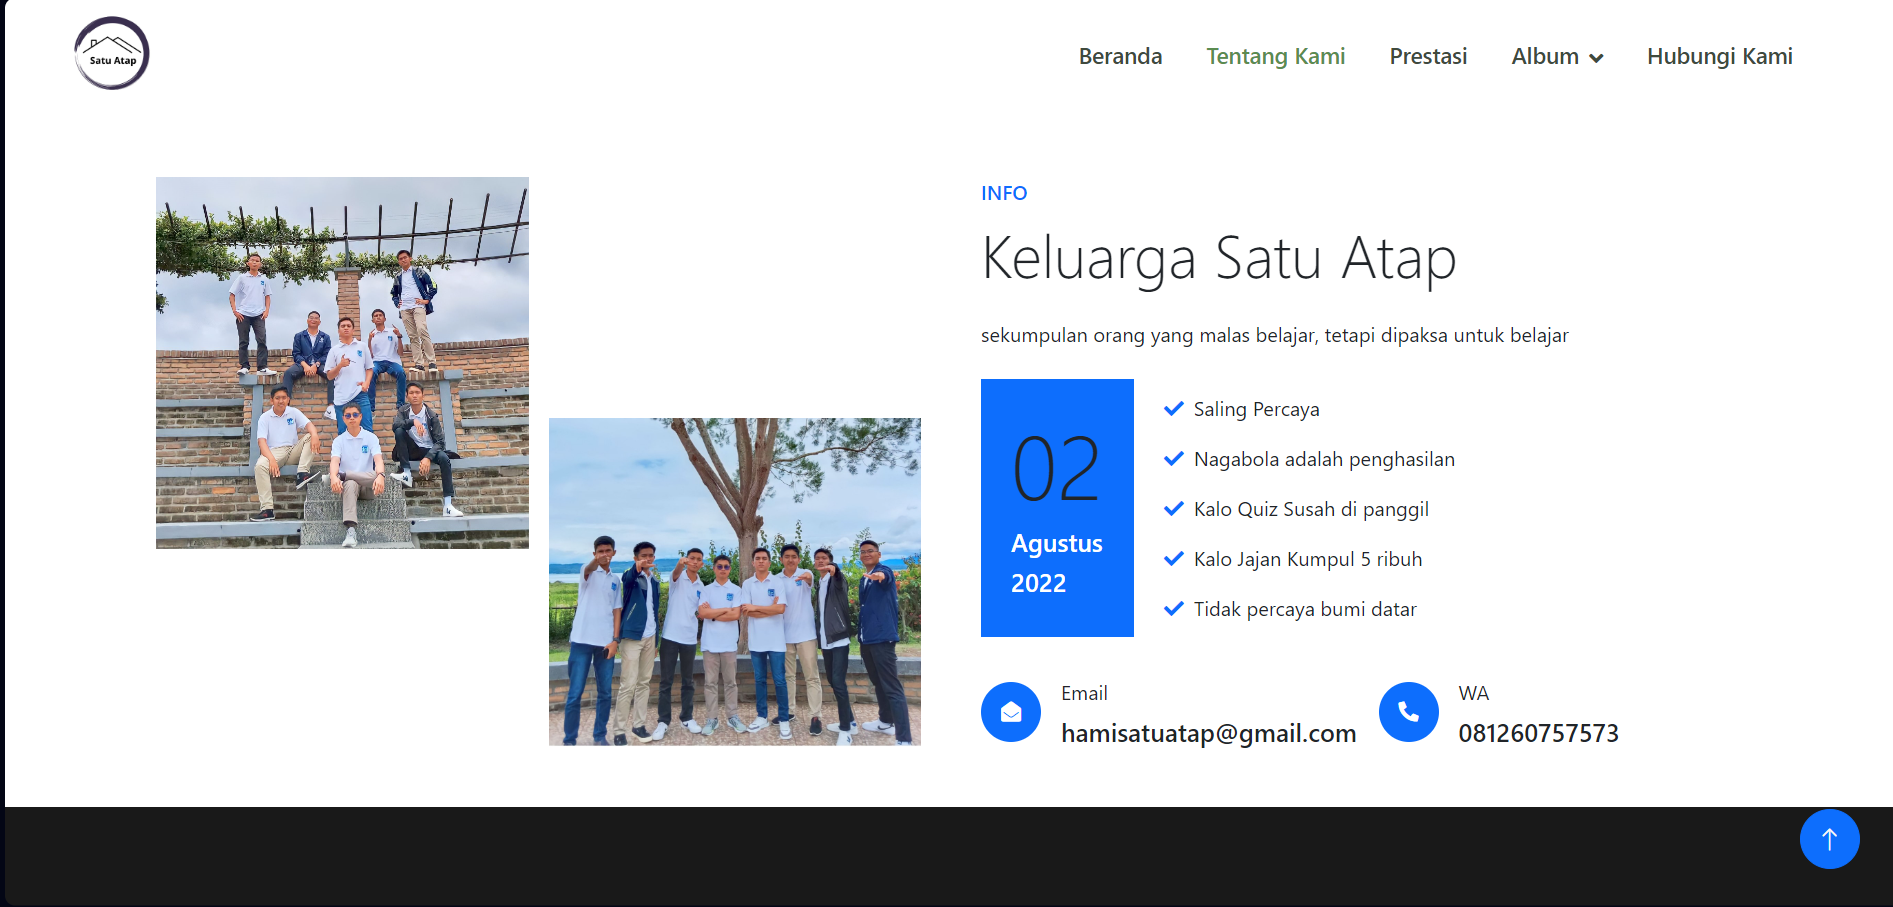 Satu Atap
Beranda
Tentang Kami
Prestasi
Album
Hubungi Kami
INFO
Keluarga Satu Atap
sekumpulan orang yang malas belajar, tetapi dipaksa untuk belajar
02
Agustus
2022
Saling Percaya
Nagabola adalah penghasilan
Kalo Quiz Susah di panggil
Kalo Jajan Kumpul 5 ribuh
Tidak percaya bumi datar
Email
hamisatuatap@gmail.com
WA
081260757573